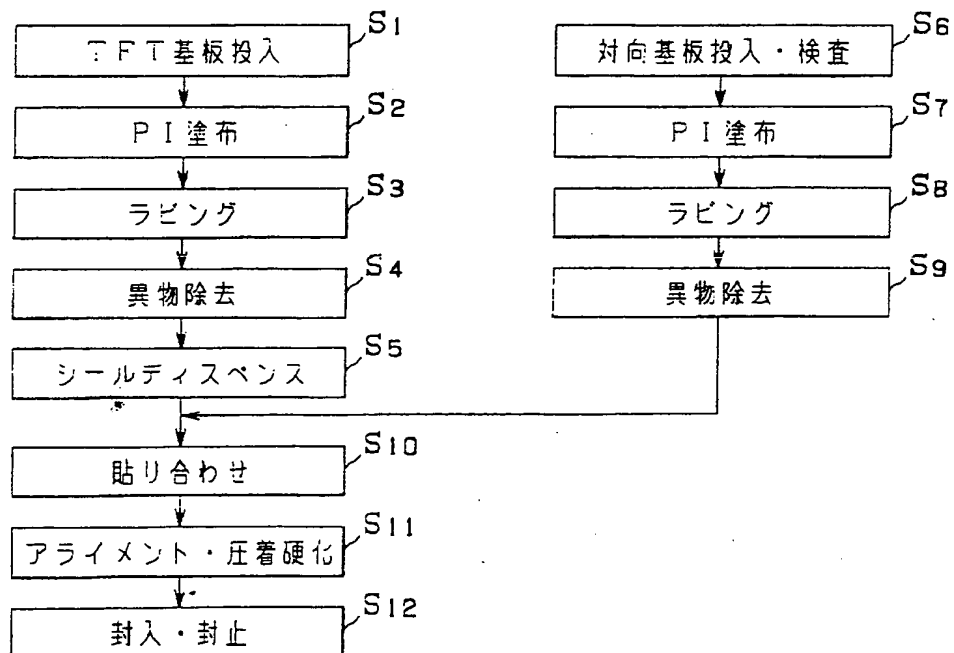 S1
TFT基板投入
S2
PI塗布
S3
ラビング
S4
異物除去
S5
シールディスペンス
S6
対向基板投入・検査
S7
PI塗布
S8
ラビング
S9
異物除去
S10
貼り合わせ
S11
アライメント・圧着硬化
S12
封入・封止